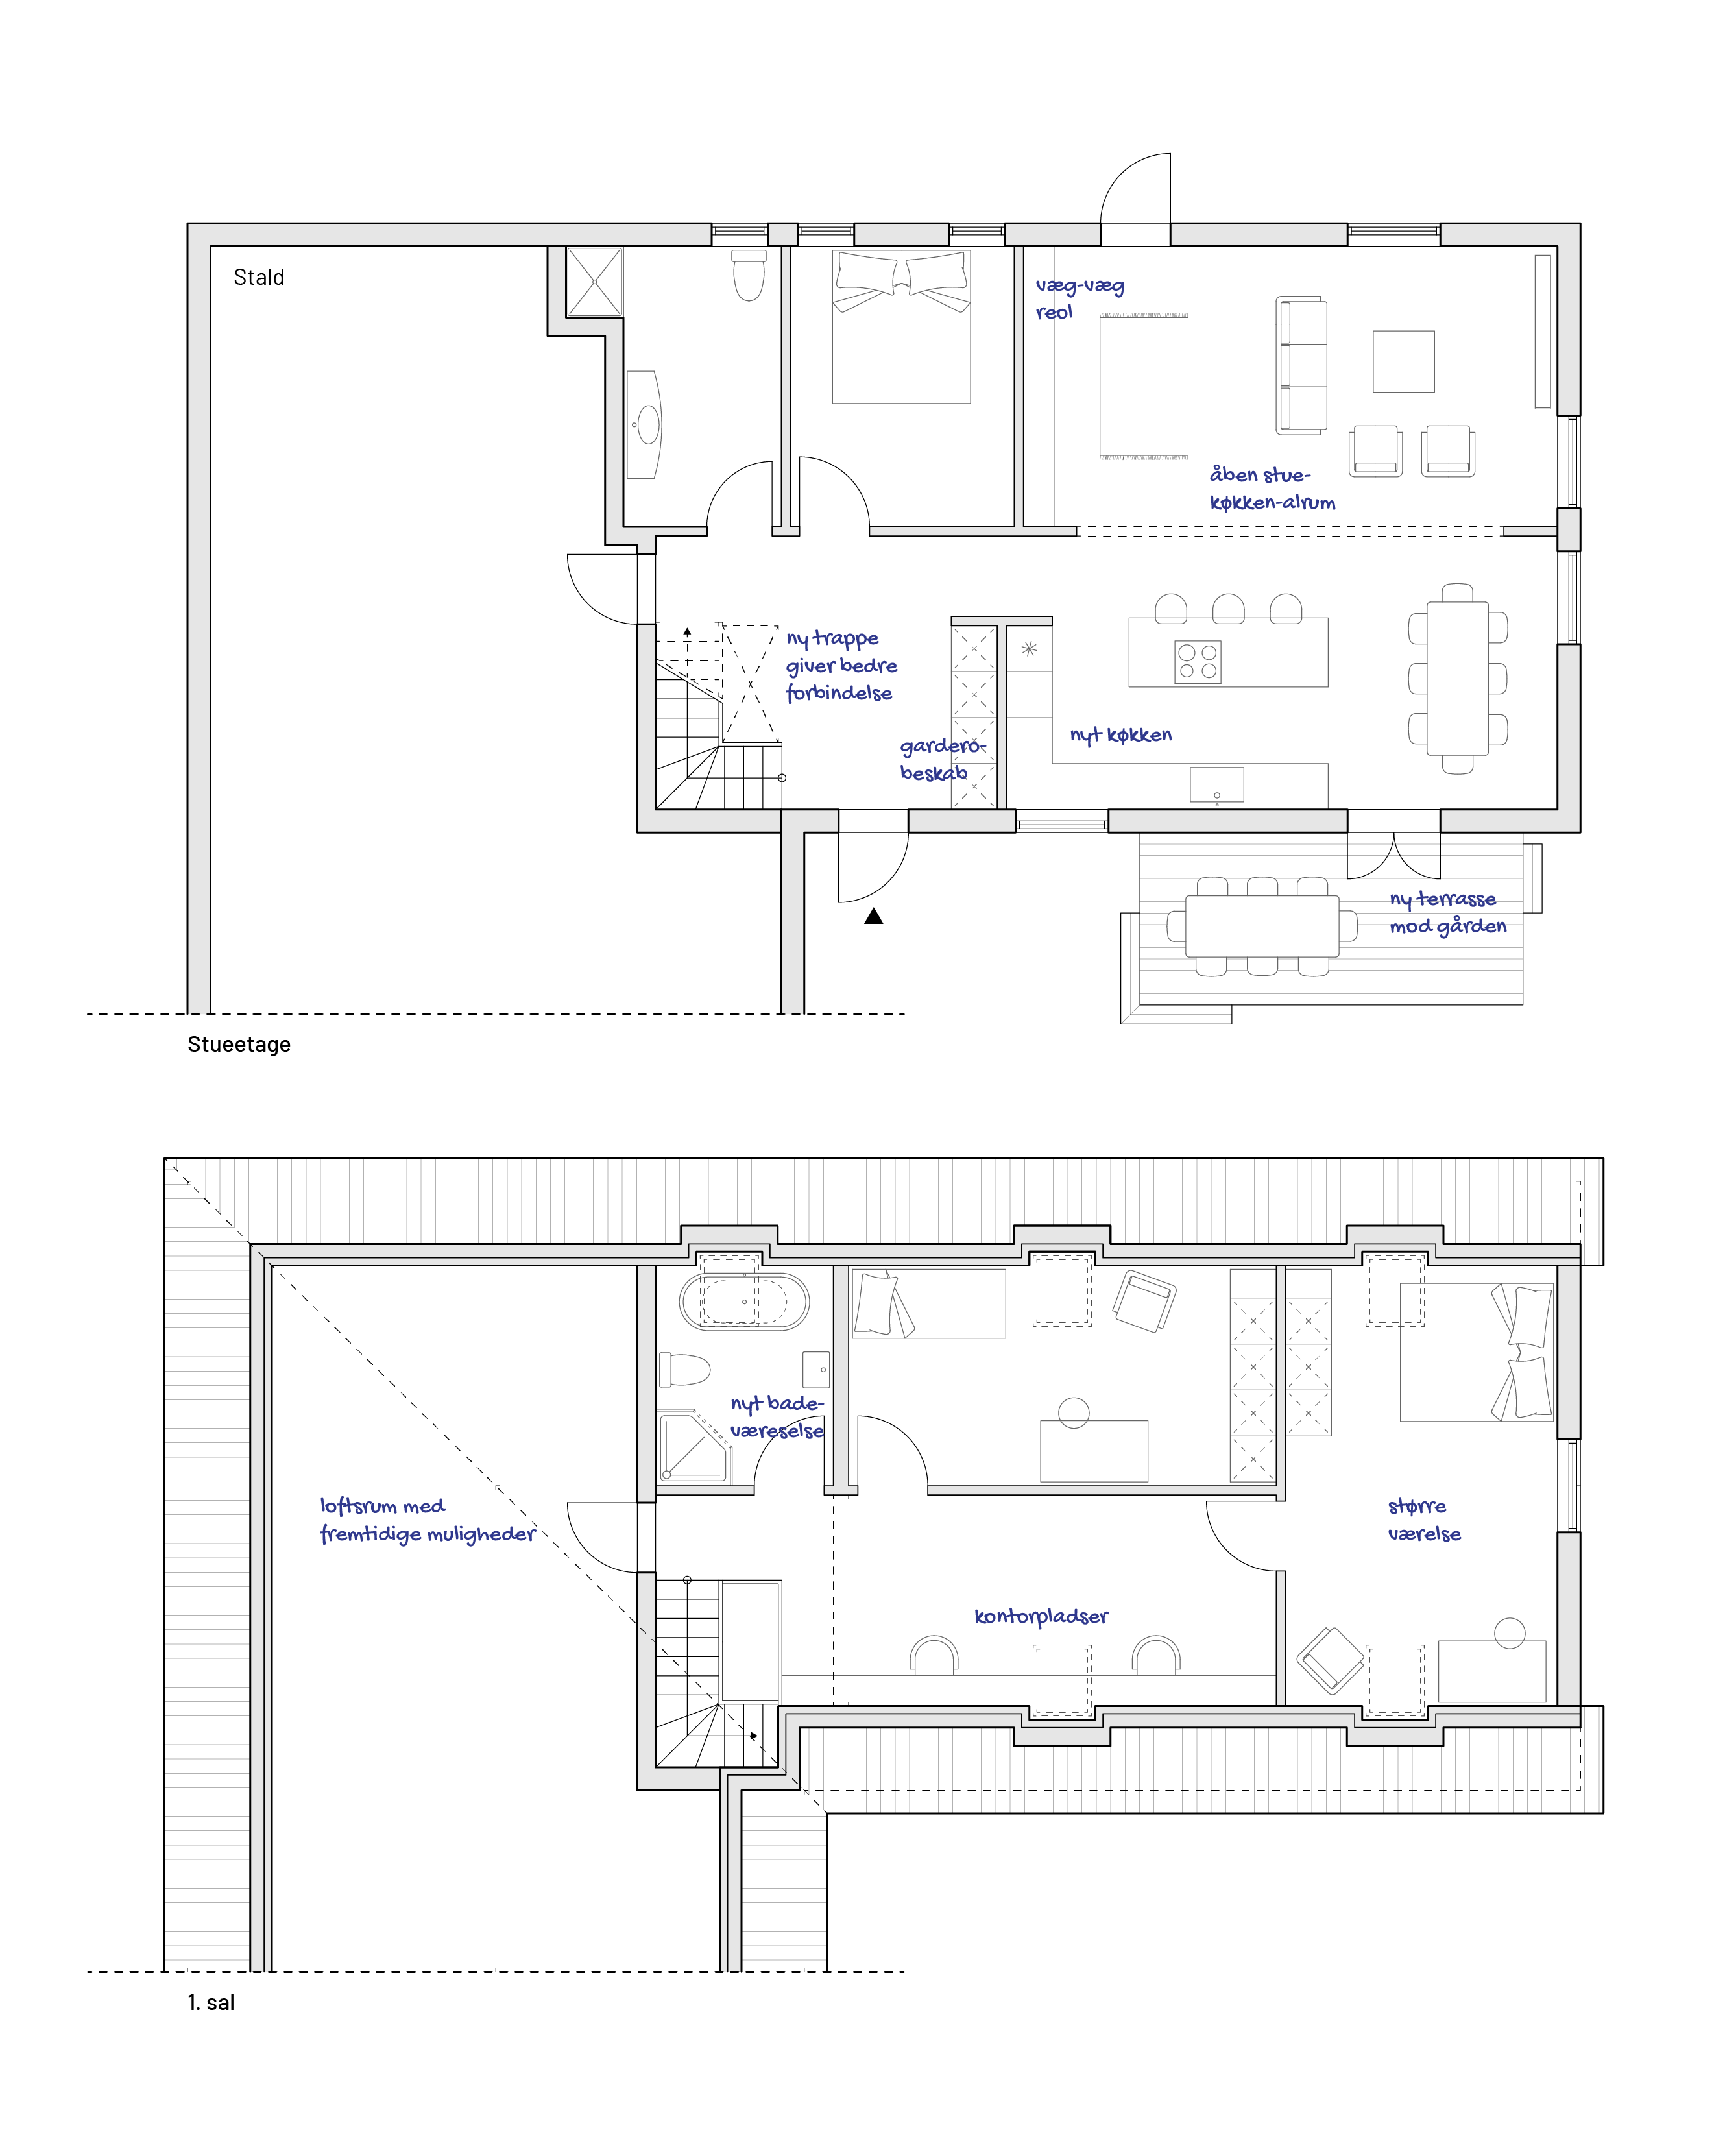 Stald
væg-væg
reol
åben stue-
køkken-alrum
ny trappe
giver bedre
forbindelse
gardero-
beskab
nyt køkken
ny terrasse
mod gården
Stueetage
nyt bade-
væreselse
loftsrum med
fremtidige muligheder
større
værelse
kontorpladser
1. sal